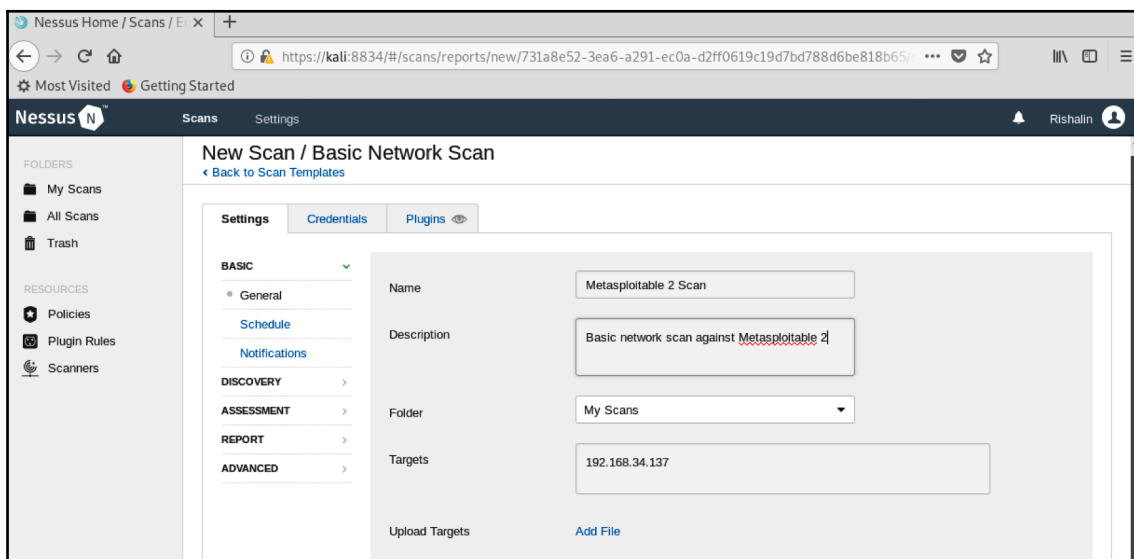 Nessus Home / Scans / E
https://kali:8834/#/scans/reports/new/731a8e52-3ea6-a291-ec0a-d2ff0619c19d7bd788d6be818b65/
Most Visited Getting Started
Nessus N Scans Settings Rishalin
FOLDERS
My Scans
All Scans
Trash
RESOURCES
Policies
Plugin Rules
Scanners
New Scan / Basic Network Scan
Back to Scan Templates
Settings Credentials Plugins
BASIC
General
Schedule
Notifications
DISCOVERY
ASSESSMENT
REPORT
ADVANCED
Name Metasploitable 2 Scan
Description Basic network scan against Metasploitable 2
Folder My Scans
Targets 192.168.34.137
Upload Targets Add File